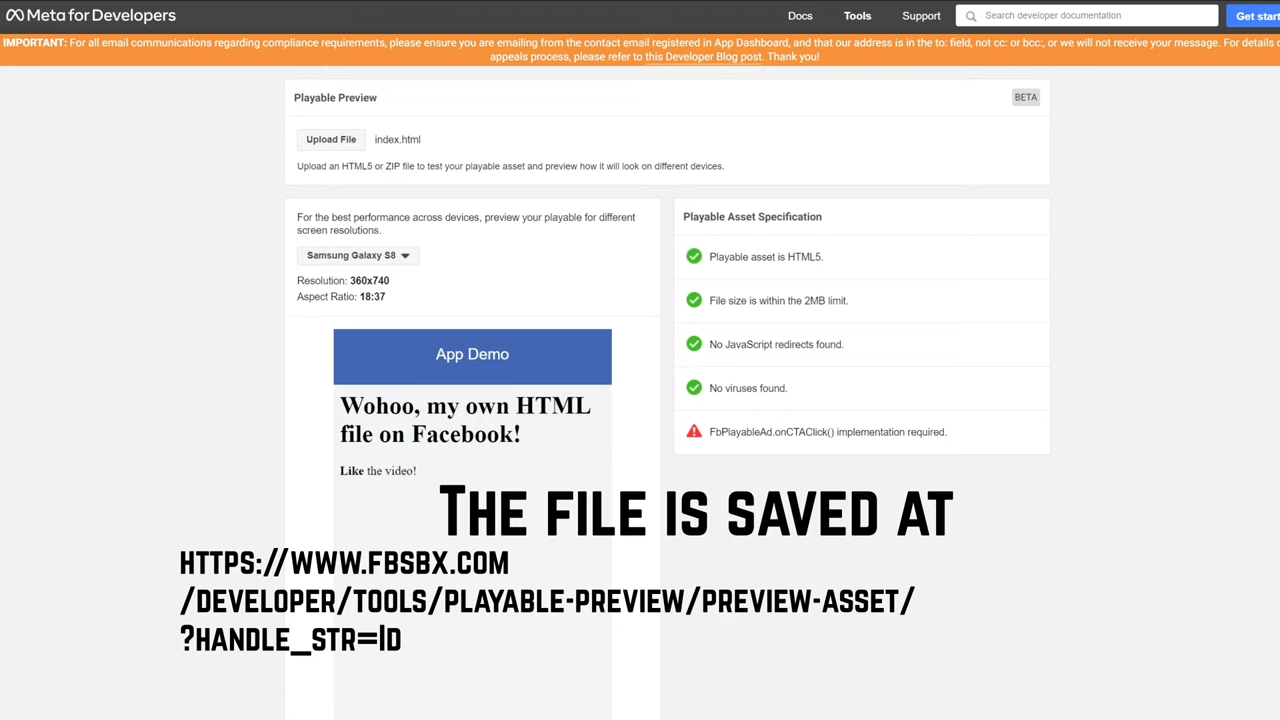 Meta for Developers
Docs
Tools
Support
Search developer documentation
Get start
IMPORTANT: For all email communications regarding compliance requirements, please ensure you are emailing from the contact email registered in App Dashboard, and that our address is in the to: field, not cc: or bcc:, or we will not receive your message. For details o
appeals process, please refer to this Developer Blog post. Thank you!
Playable Preview
BETA
Upload File
index.html
Upload an HTML5 or ZIP file to test your playable asset and preview how it will look on different devices.
For the best performance across devices, preview your playable for different
screen resolutions.
Samsung Galaxy S8
Resolution: 360x740
Aspect Ratio: 18:37
App Demo
Wohoo, my own HTML
file on Facebook!
Like the video!
Playable Asset Specification
Playable asset is HTML5.
File size is within the 2MB limit.
No JavaScript redirects found.
No viruses found.
FbPlayableAd.onCTAClick() implementation required.
THE FILE IS SAVED AT
HTTPS://WWW.FBSBX.COM
/DEVELOPER/TOOLS/PLAYABLE-PREVIEW/PREVIEW-ASSET/
?HANDLE_STR=ID